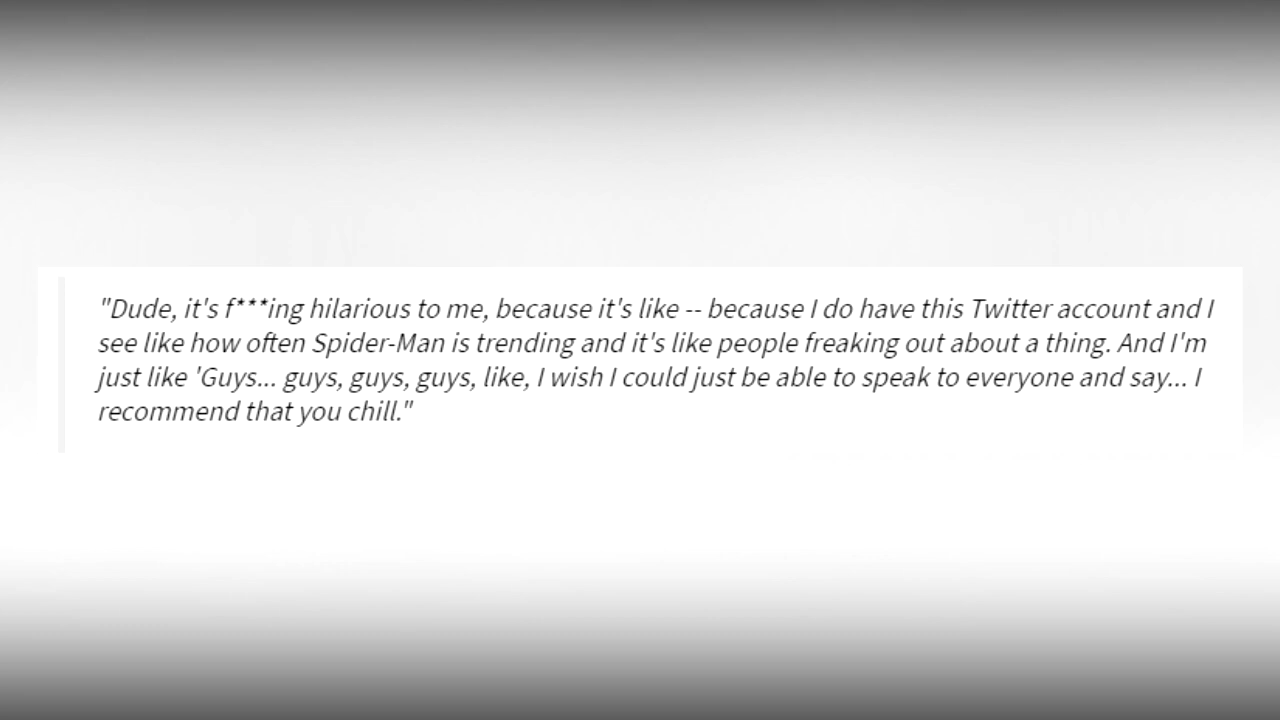 "Dude, it's f***ing hilarious to me, because it's like -- because I do have this Twitter account and I
see like how often Spider-Man is trending and it's like people freaking out about a thing. And I'm
just like 'Guys... guys, guys, guys, like, I wish I could just be able to speak to everyone and say... I
recommend that you chill."